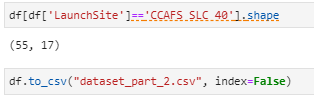 df[df['LaunchSite']=='CCAFS SLC 40'].shape
(55, 17)
df.to_csv("dataset_part_2.csv", index=False)